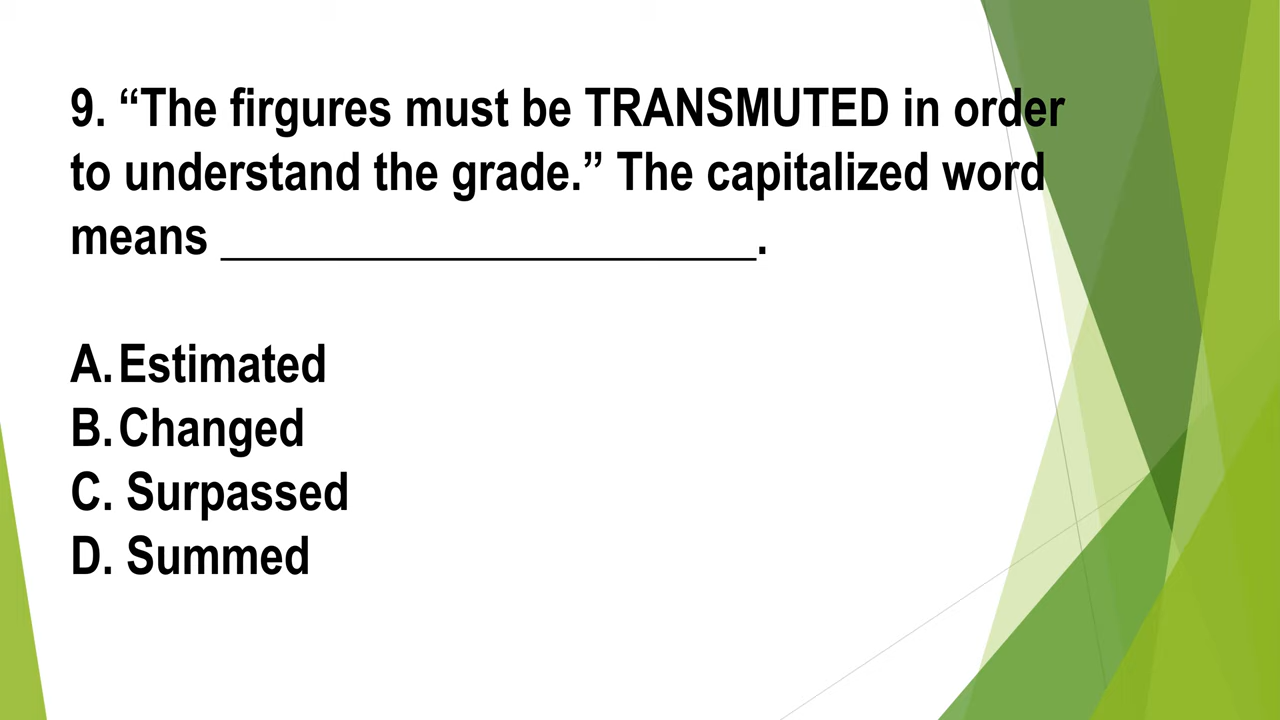 9. “The firgures must be TRANSMUTED in order
to understand the grade.” The capitalized word
means _____________________.
A. Estimated
B. Changed
C. Surpassed
D. Summed